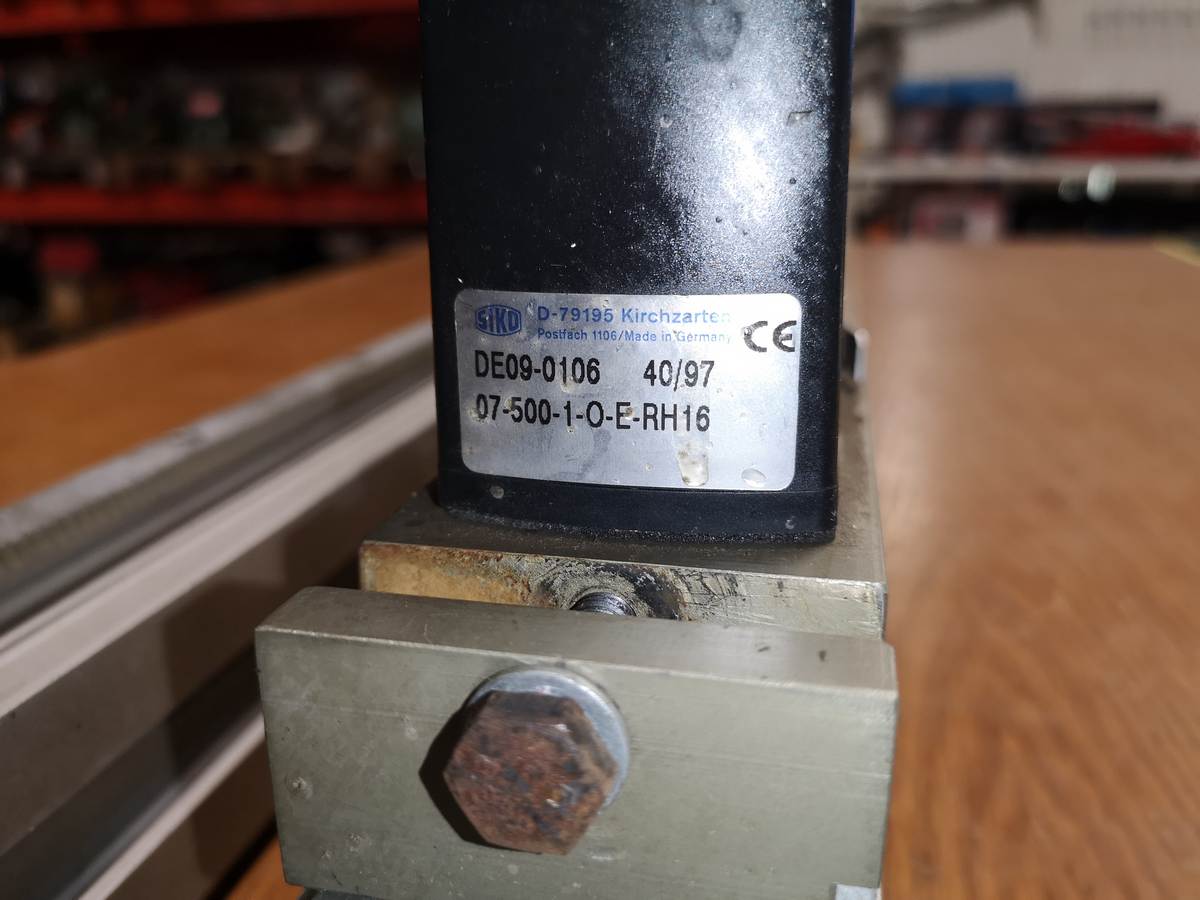 SIKO D-79195 Kirchzarten
Postfach 1106/Made in Germany
CE
DE09-0106 40/97
07-500-1-O-E-RH16